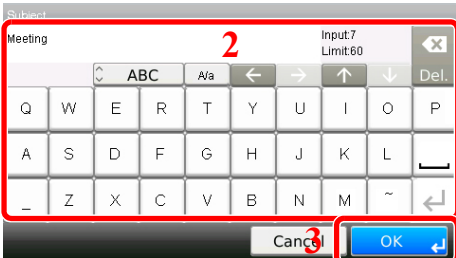 Subject
Meeting
2
Input:7
Limit:60
ABC
A/a
← → ↑ ↓ Del.
Q W E R T Y U I O P
A S D F G H J K L
_ Z X C V B N M ~
Cancel
3
OK